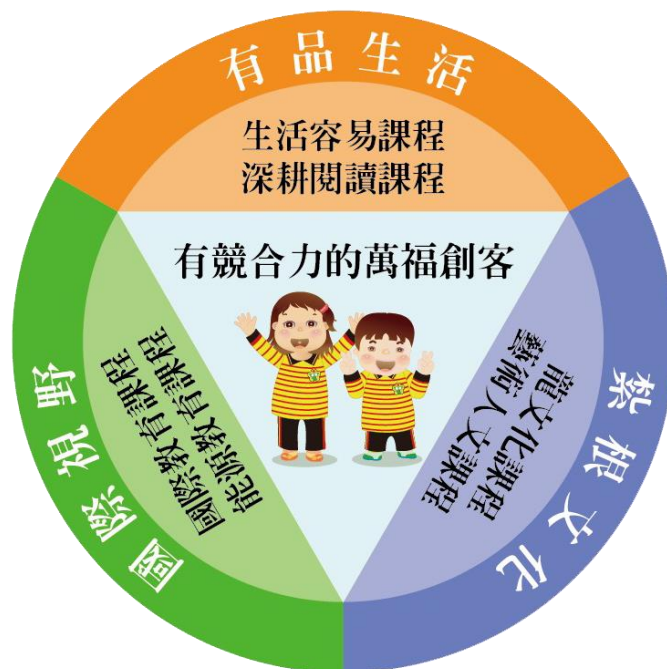 有品生活
生活容易課程
深耕閱讀課程
有競合力的萬福創客
國際視野
國際教育課程
能源教育課程
紮根文化
龍文化課程
藝術人文課程